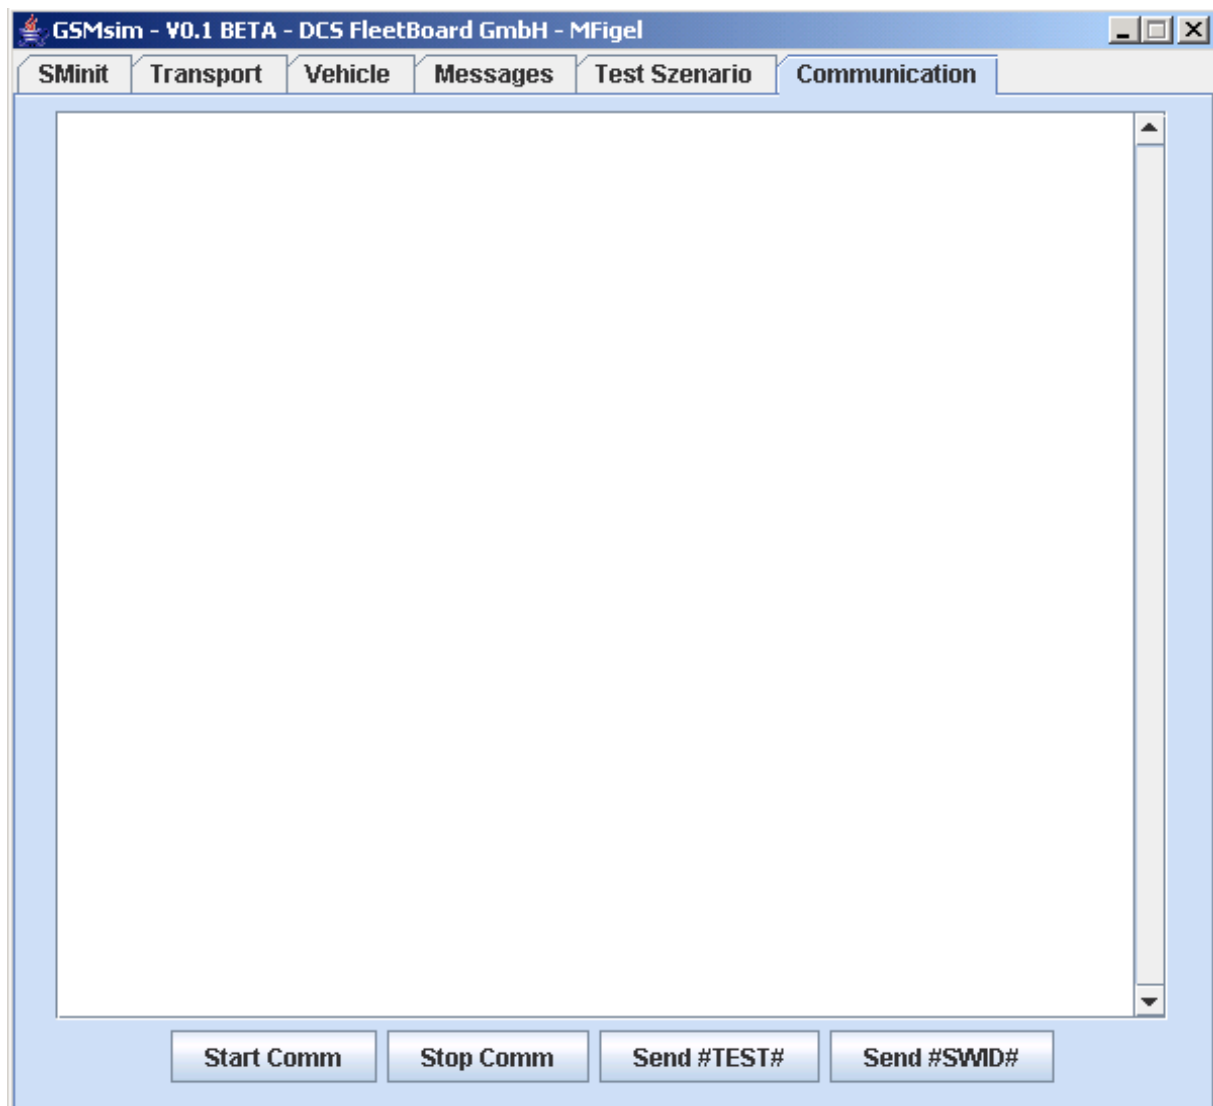 GSMsim - V0.1 BETA - DCS FleetBoard GmbH - MFigel
SMinit Transport Vehicle Messages Test Szenario Communication
Start Comm Stop Comm Send #TEST# Send #SWID#